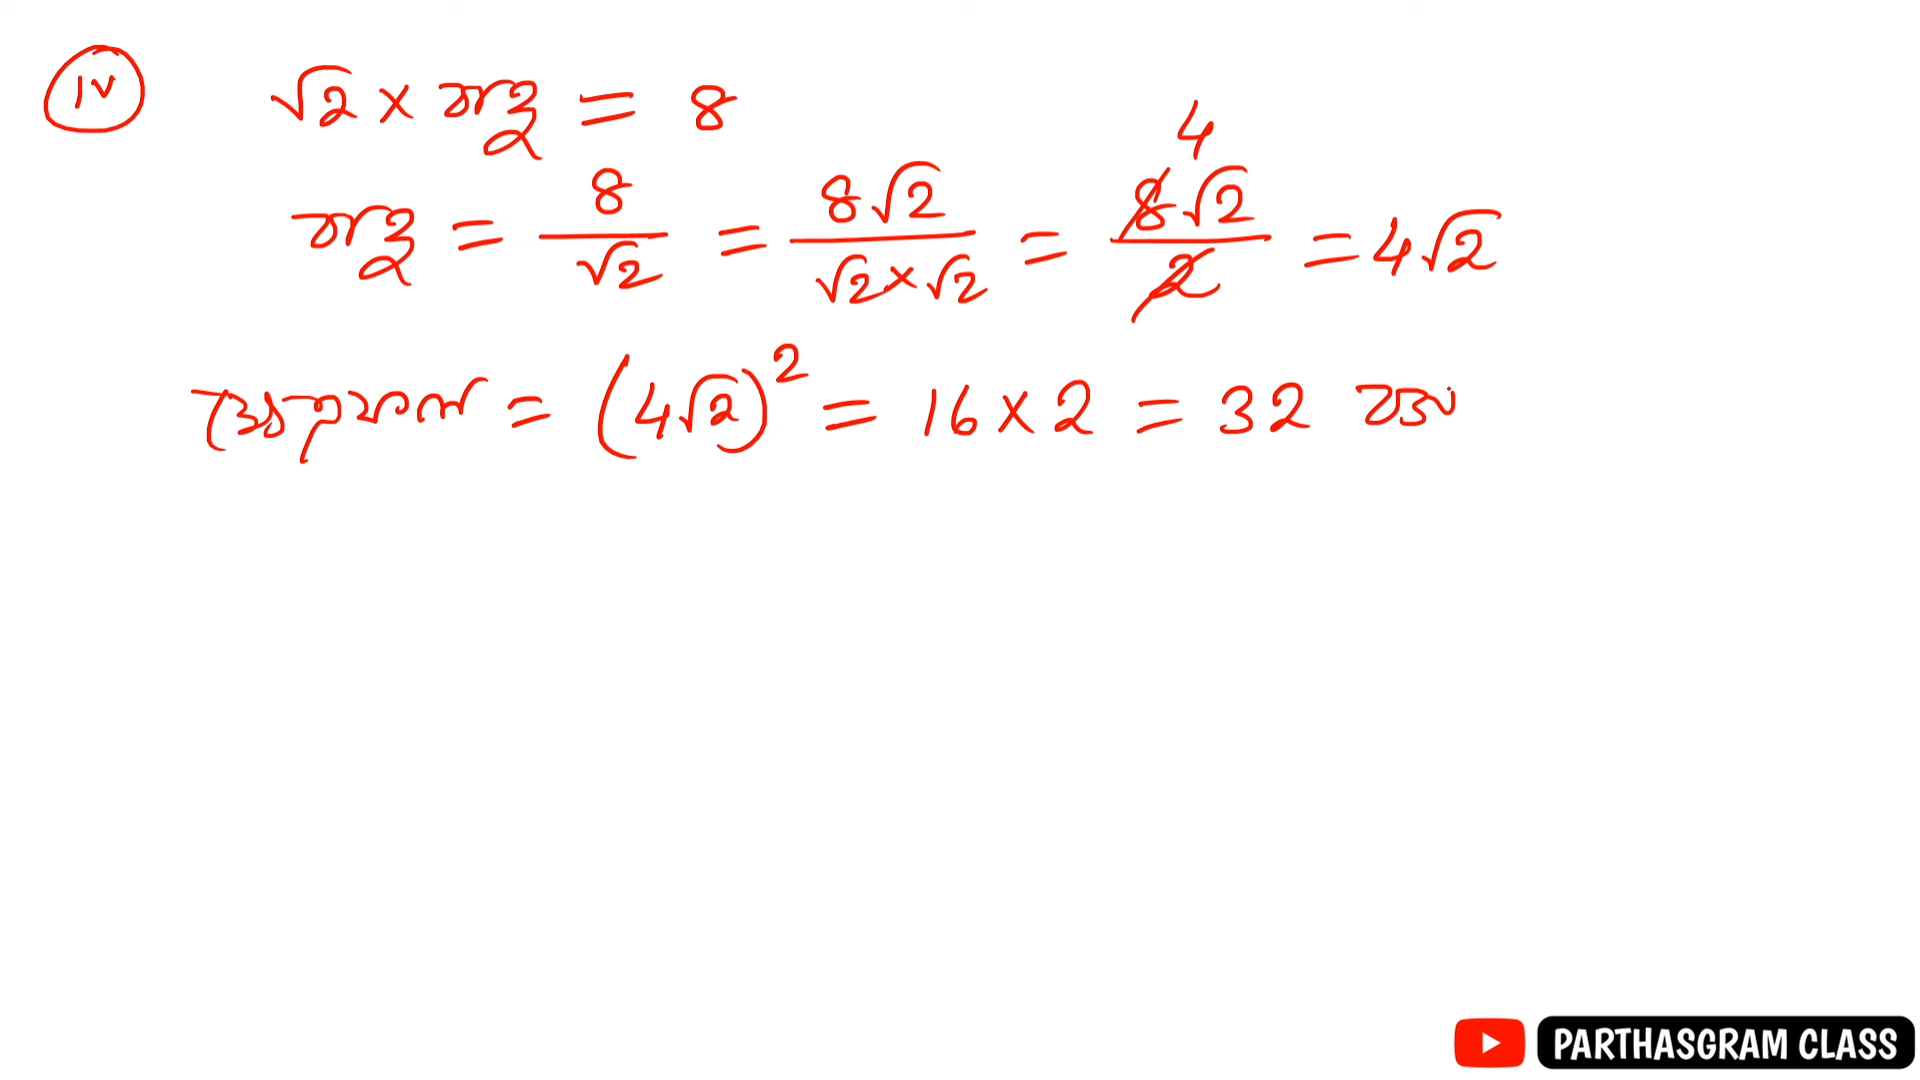 iv
√2 × বাহু = 8
বাহু = 8/√2 = 8√2/(√2×√2) = 8√2/2 = 4√2
4
ক্ষেত্রফল = (4√2)² = 16 × 2 = 32
PARTHASGRAM CLASS